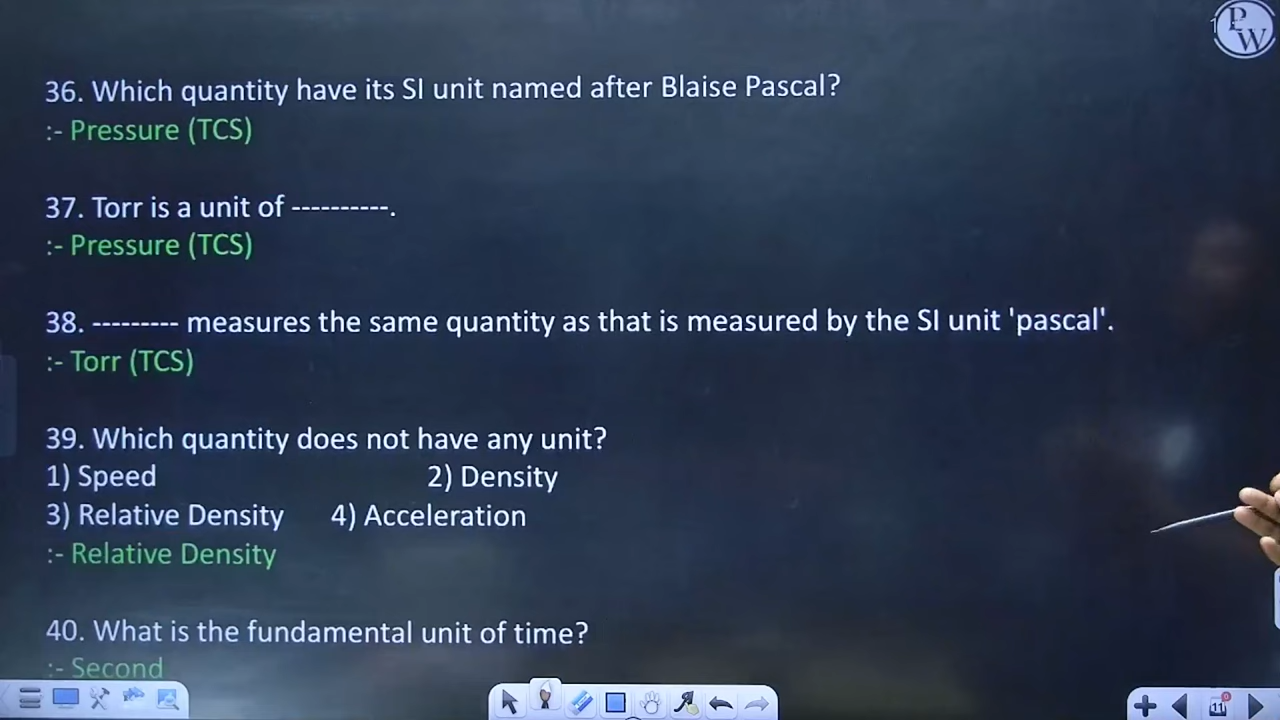 P
W
36. Which quantity have its SI unit named after Blaise Pascal?
:- Pressure (TCS)
37. Torr is a unit of ----------.
:- Pressure (TCS)
38. --------- measures the same quantity as that is measured by the SI unit 'pascal'.
:- Torr (TCS)
39. Which quantity does not have any unit?
1) Speed 2) Density
3) Relative Density 4) Acceleration
:- Relative Density
40. What is the fundamental unit of time?
:- Second
11